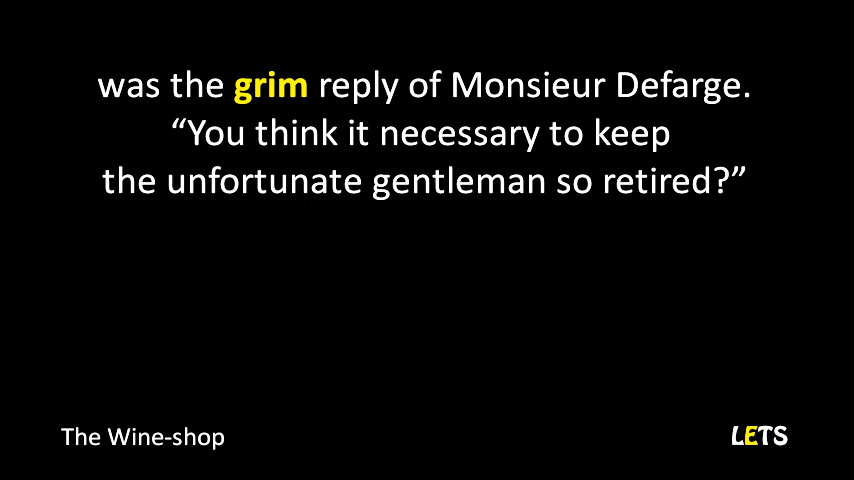 was the grim reply of Monsieur Defarge.
“You think it necessary to keep
the unfortunate gentleman so retired?”
The Wine-shop
LETS